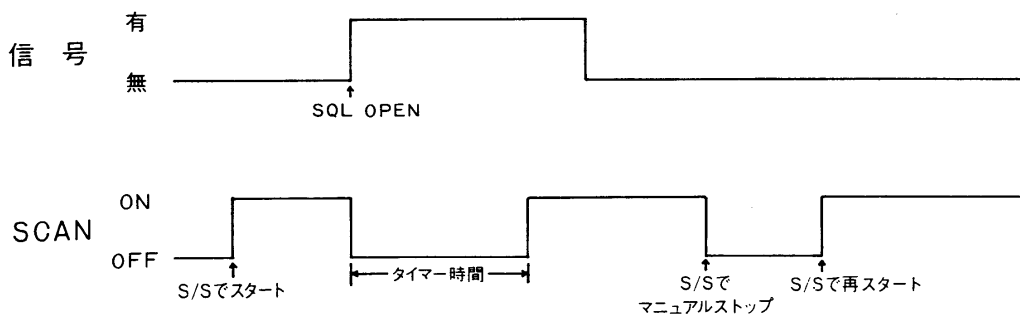 有
信 号
無
SQL OPEN
ON
SCAN
OFF
S/Sでスタート
タイマー時間
S/Sで
マニュアルストップ
S/Sで再スタート